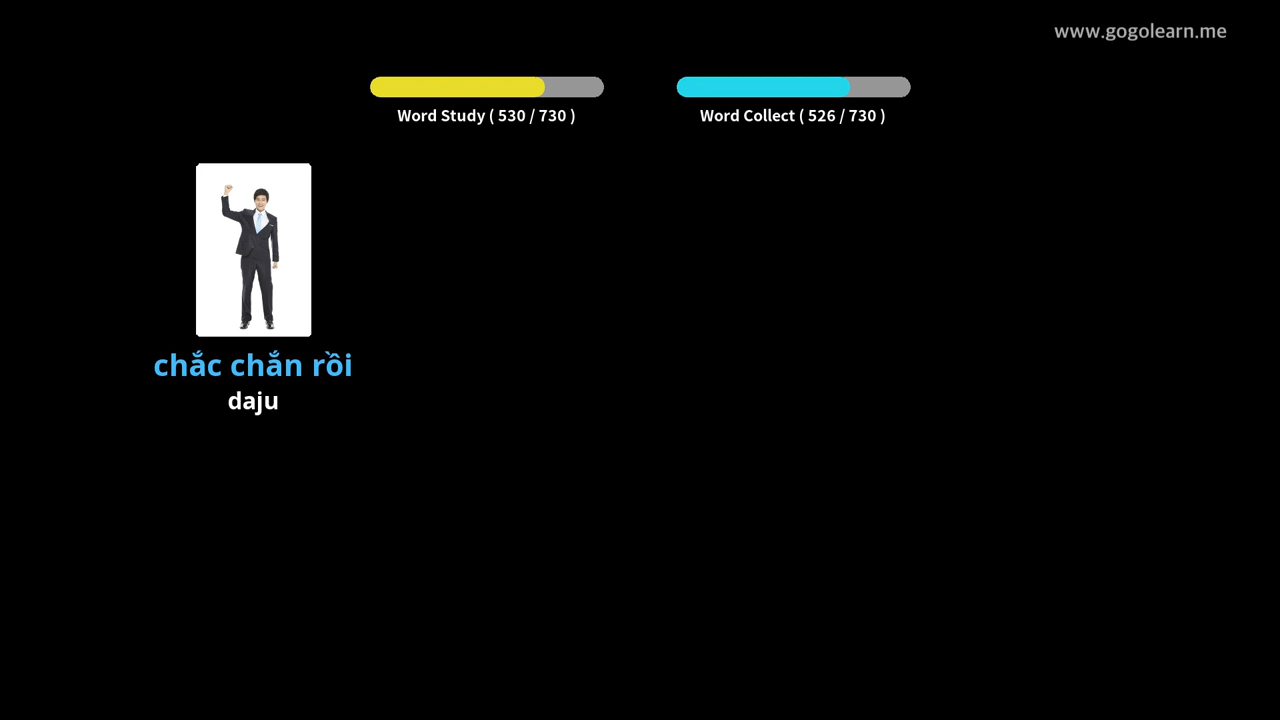 www.gogolearn.me
Word Study ( 530 / 730 )
Word Collect ( 526 / 730 )
chắc chắn rồi
daju